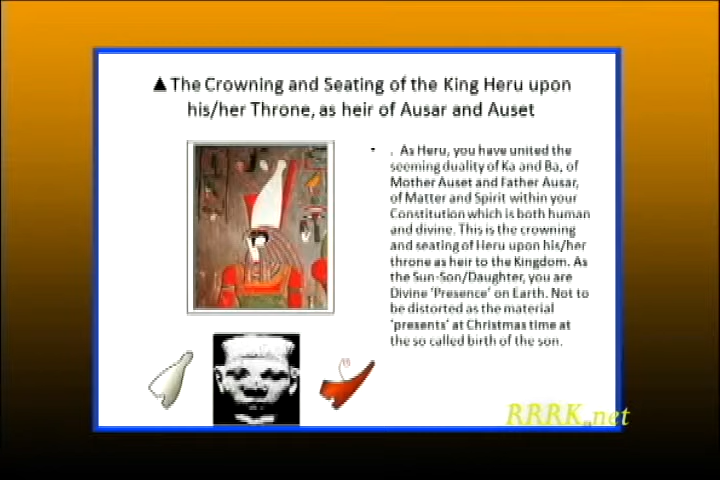 ▲The Crowning and Seating of the King Heru upon
his/her Throne, as heir of Ausar and Auset
• . As Heru, you have united the
seeming duality of Ka and Ba, of
Mother Auset and Father Ausar,
of Matter and Spirit within your
Constitution which is both human
and divine. This is the crowning
and seating of Heru upon his/her
throne as heir to the Kingdom. As
the Sun-Son/Daughter, you are
Divine 'Presence' on Earth. Not to
be distorted as the material
'presents' at Christmas time at
the so called birth of the son.
RRRK.net